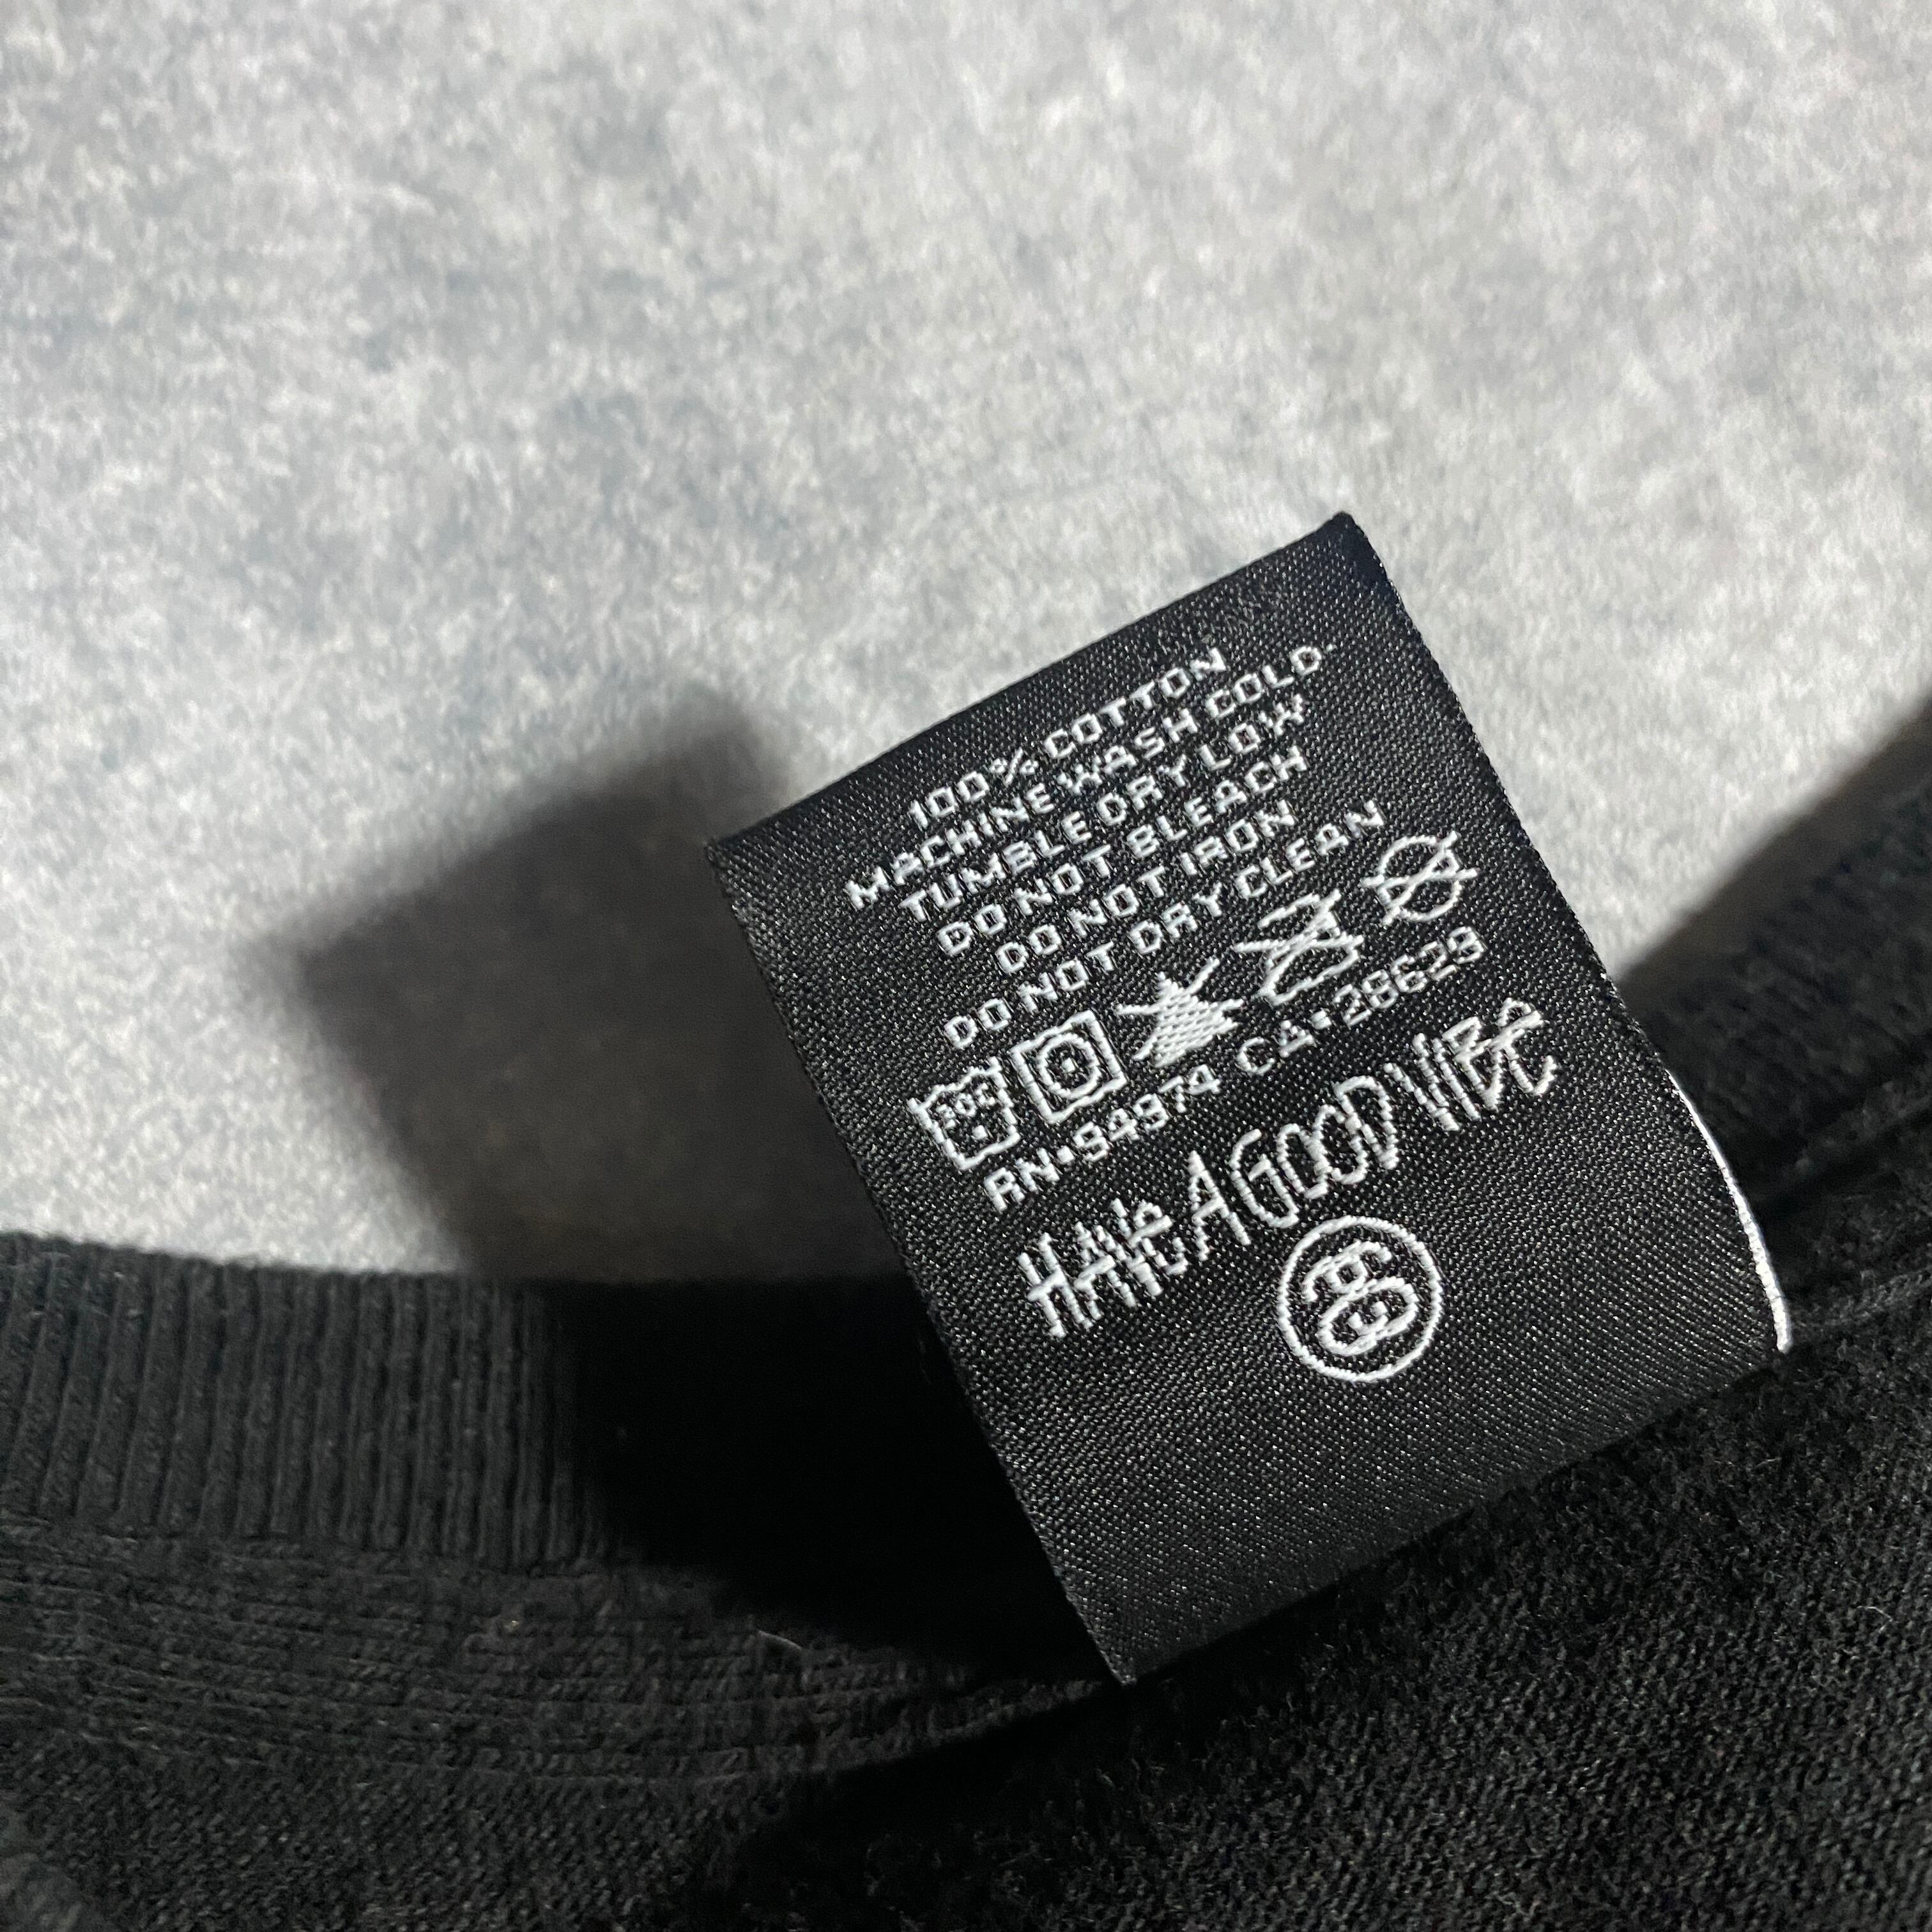 100% COTTON
MACHINE WASH COLD
TUMBLE DRY LOW
DO NOT BLEACH
DO NOT IRON
DO NOT DRY CLEAN
RN•94974 CA•28623
HAVE A GOOD VIBE